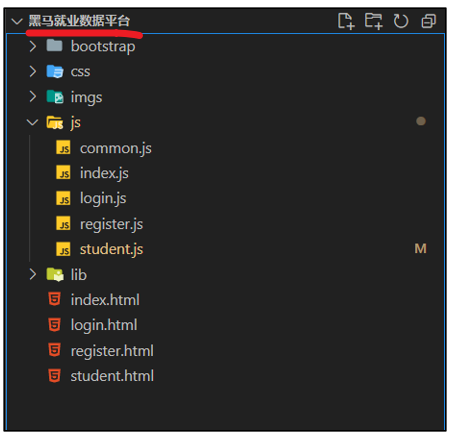 黑马就业数据平台
bootstrap
css
imgs
js
JS common.js
JS index.js
JS login.js
JS register.js
JS student.js M
lib
index.html
login.html
register.html
student.html